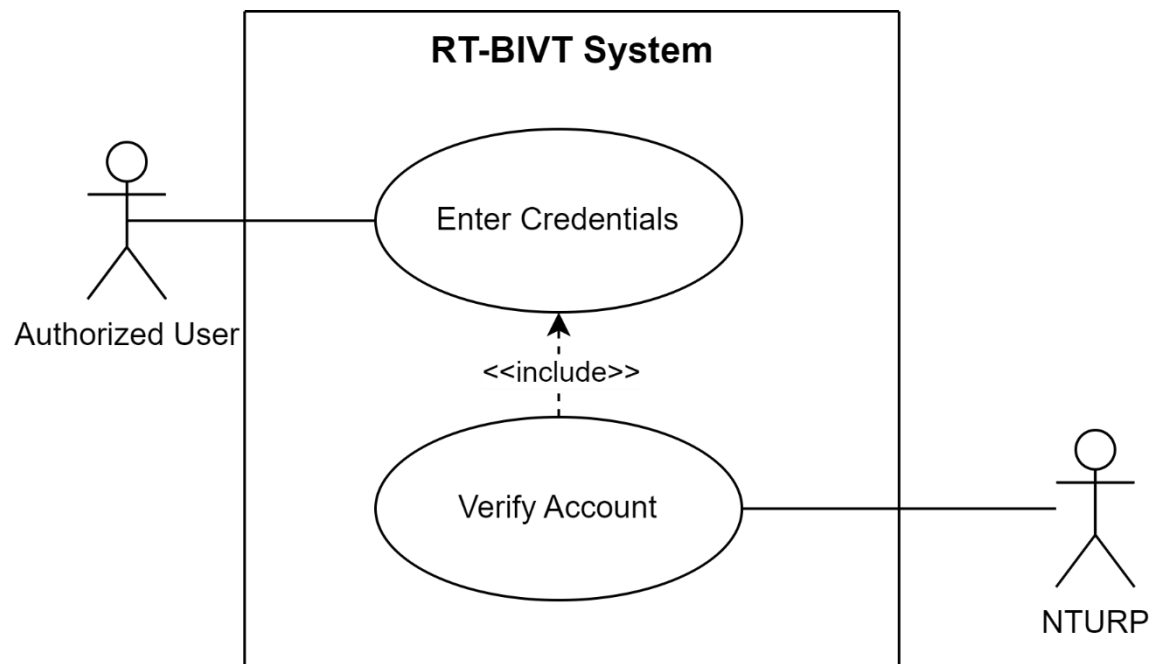 RT-BIVT System
Enter Credentials
Authorized User
<<include>>
Verify Account
NTURP